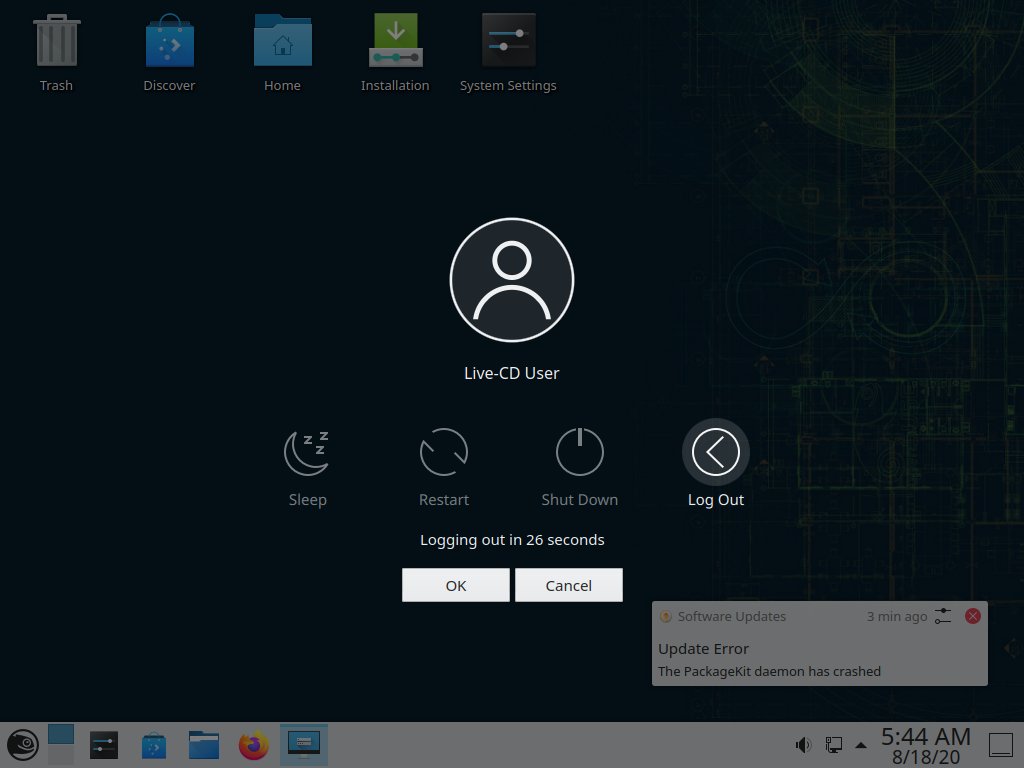 Trash
Discover
Home
Installation
System Settings
Live-CD User
Sleep
Restart
Shut Down
Log Out
Logging out in 26 seconds
OK
Cancel
Software Updates
3 min ago
Update Error
The PackageKit daemon has crashed
5:44 AM
8/18/20